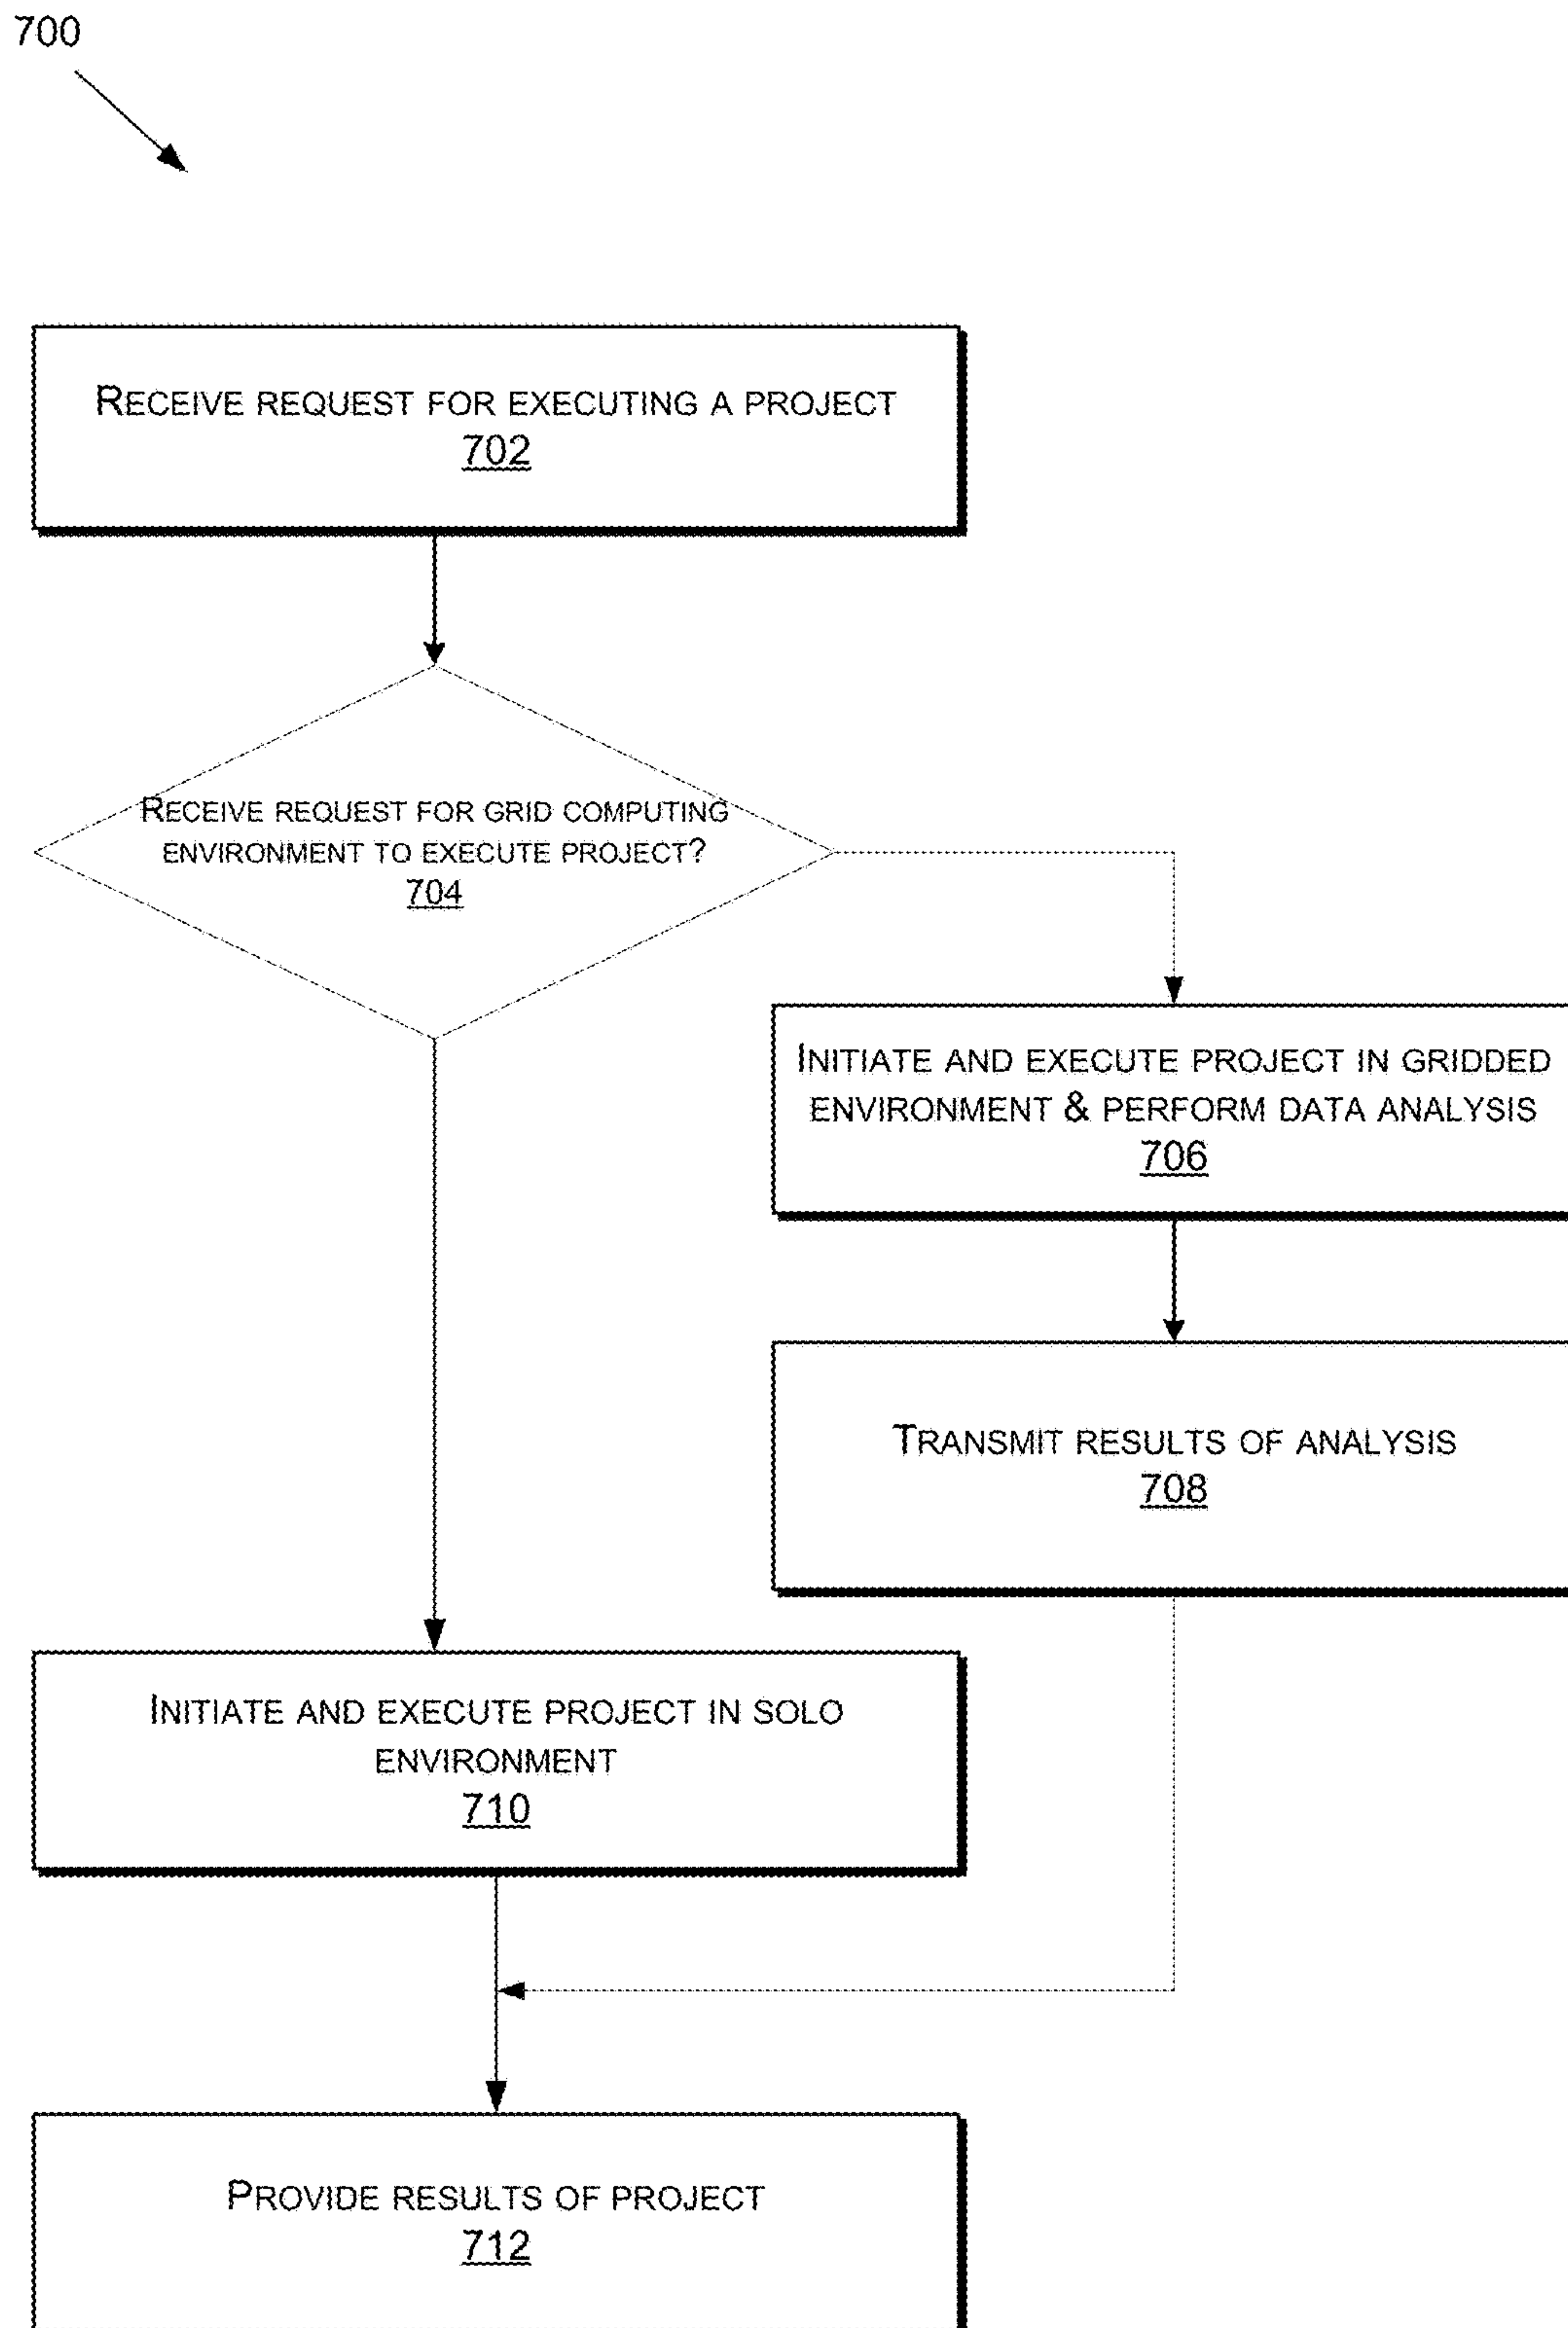 700
RECEIVE REQUEST FOR EXECUTING A PROJECT
702
RECEIVE REQUEST FOR GRID COMPUTING
ENVIRONMENT TO EXECUTE PROJECT?
704
INITIATE AND EXECUTE PROJECT IN GRIDDED
ENVIRONMENT & PERFORM DATA ANALYSIS
706
TRANSMIT RESULTS OF ANALYSIS
708
INITIATE AND EXECUTE PROJECT IN SOLO
ENVIRONMENT
710
PROVIDE RESULTS OF PROJECT
712